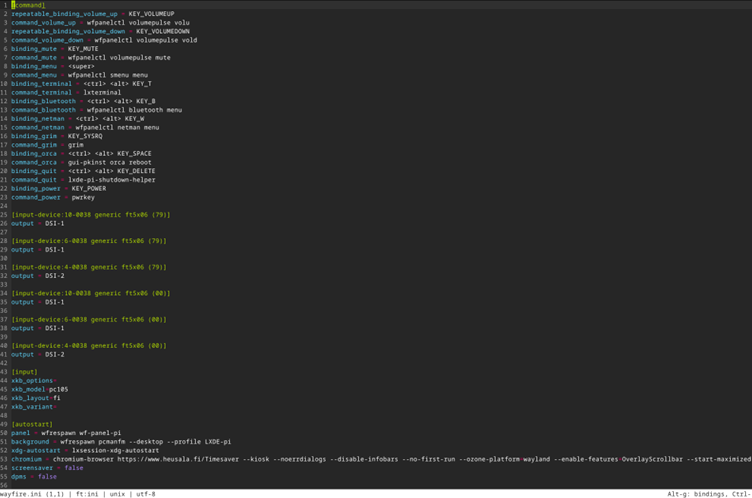 1 [command]
2 repeatable_binding_volume_up = KEY_VOLUMEUP
3 command_volume_up = wfpanelctl volumepulse volu
4 repeatable_binding_volume_down = KEY_VOLUMEDOWN
5 command_volume_down = wfpanelctl volumepulse vold
6 binding_mute = KEY_MUTE
7 command_mute = wfpanelctl volumepulse mute
8 binding_menu = <super>
9 command_menu = wfpanelctl smenu menu
10 binding_terminal = <ctrl> <alt> KEY_T
11 command_terminal = lxterminal
12 binding_bluetooth = <ctrl> <alt> KEY_B
13 command_bluetooth = wfpanelctl bluetooth menu
14 binding_netman = <ctrl> <alt> KEY_W
15 command_netman = wfpanelctl netman menu
16 binding_grim = KEY_SYSRQ
17 command_grim = grim
18 binding_orca = <ctrl> <alt> KEY_SPACE
19 command_orca = gui-pkinst orca reboot
20 binding_quit = <ctrl> <alt> KEY_DELETE
21 command_quit = lxde-pi-shutdown-helper
22 binding_power = KEY_POWER
23 command_power = pwrkey
24
25 [input-device:10-0038 generic ft5x06 (79)]
26 output = DSI-1
27
28 [input-device:6-0038 generic ft5x06 (79)]
29 output = DSI-1
30
31 [input-device:4-0038 generic ft5x06 (79)]
32 output = DSI-2
33
34 [input-device:10-0038 generic ft5x06 (00)]
35 output = DSI-1
36
37 [input-device:6-0038 generic ft5x06 (00)]
38 output = DSI-1
39
40 [input-device:4-0038 generic ft5x06 (00)]
41 output = DSI-2
42
43 [input]
44 xkb_options=
45 xkb_model=pc105
46 xkb_layout=fi
47 xkb_variant=
48
49 [autostart]
50 panel = wfrespawn wf-panel-pi
51 background = wfrespawn pcmanfm --desktop --profile LXDE-pi
52 xdg-autostart = lxsession-xdg-autostart
53 chromium = chromium-browser https://www.heusala.fi/Timesaver --kiosk --noerrdialogs --disable-infobars --no-first-run --ozone-platform=wayland --enable-features=OverlayScrollbar --start-maximized
54 screensaver = false
55 dpms = false
56
wayfire.ini (1,1) | ft:ini | unix | utf-8 Alt-g: bindings, Ctrl-